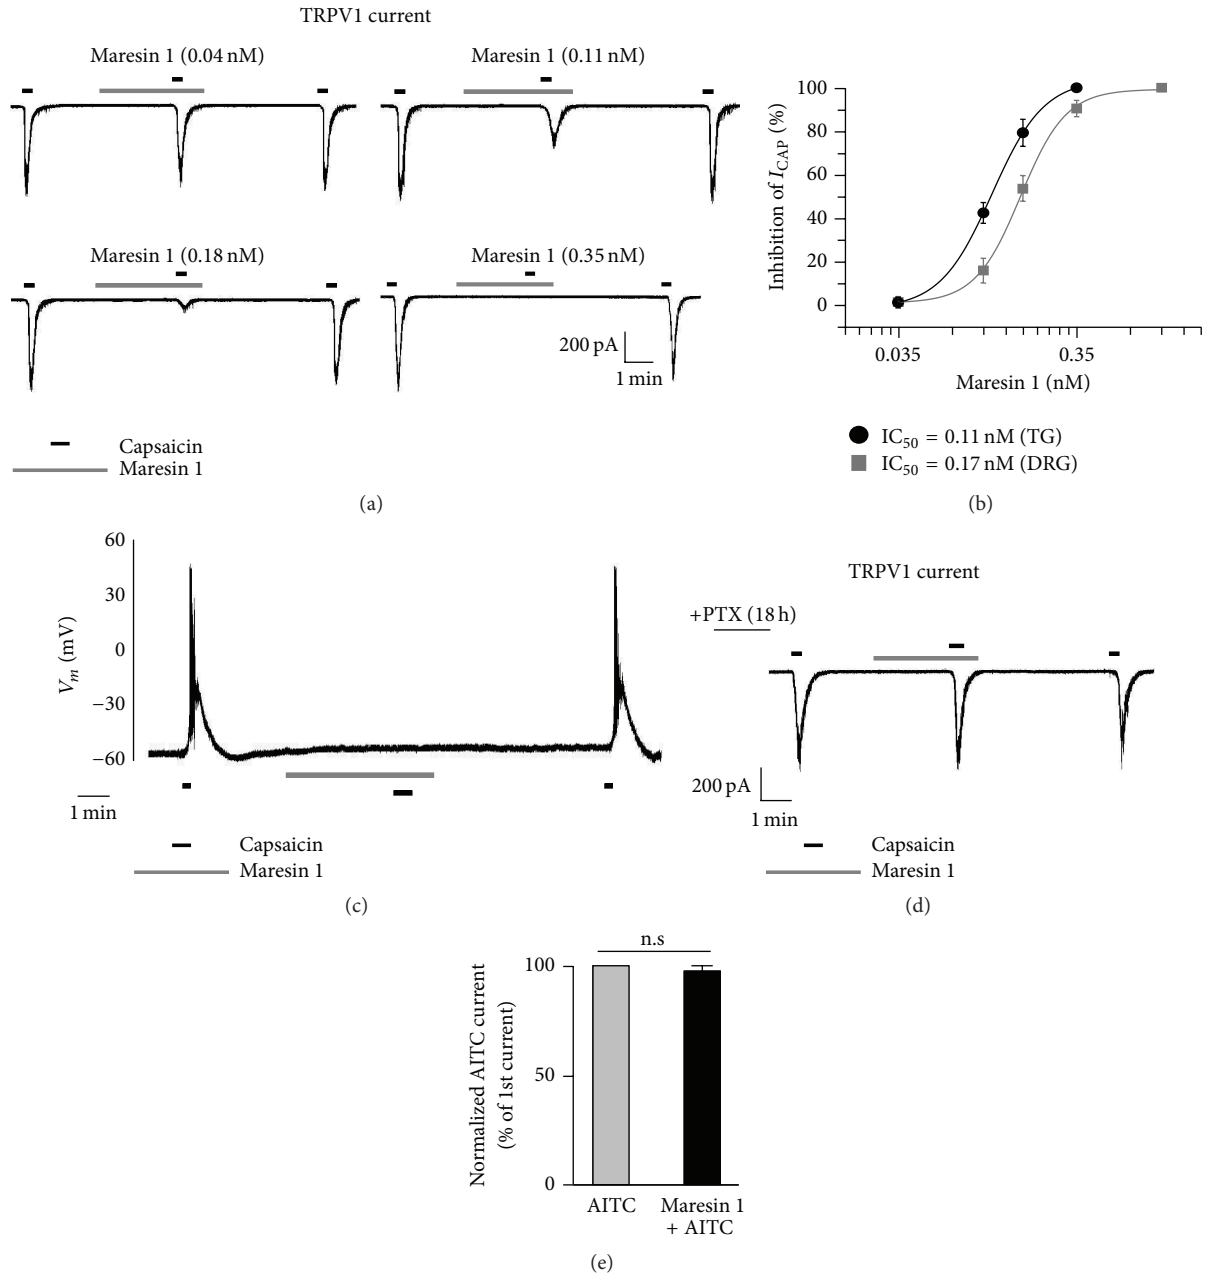 TRPV1 current
Maresin 1 (0.04 nM)
Maresin 1 (0.11 nM)
Maresin 1 (0.18 nM)
Maresin 1 (0.35 nM)
200 pA
1 min
Capsaicin
Maresin 1
(a)
100
80
60
40
20
0
Inhibition of I_CAP (%)
0.035
0.35
Maresin 1 (nM)
IC50 = 0.11 nM (TG)
IC50 = 0.17 nM (DRG)
(b)
60
30
0
−30
−60
Vm (mV)
1 min
Capsaicin
Maresin 1
(c)
TRPV1 current
+PTX (18 h)
200 pA
1 min
Capsaicin
Maresin 1
(d)
n.s
100
50
0
Normalized AITC current
(% of 1st current)
AITC
Maresin 1
+ AITC
(e)